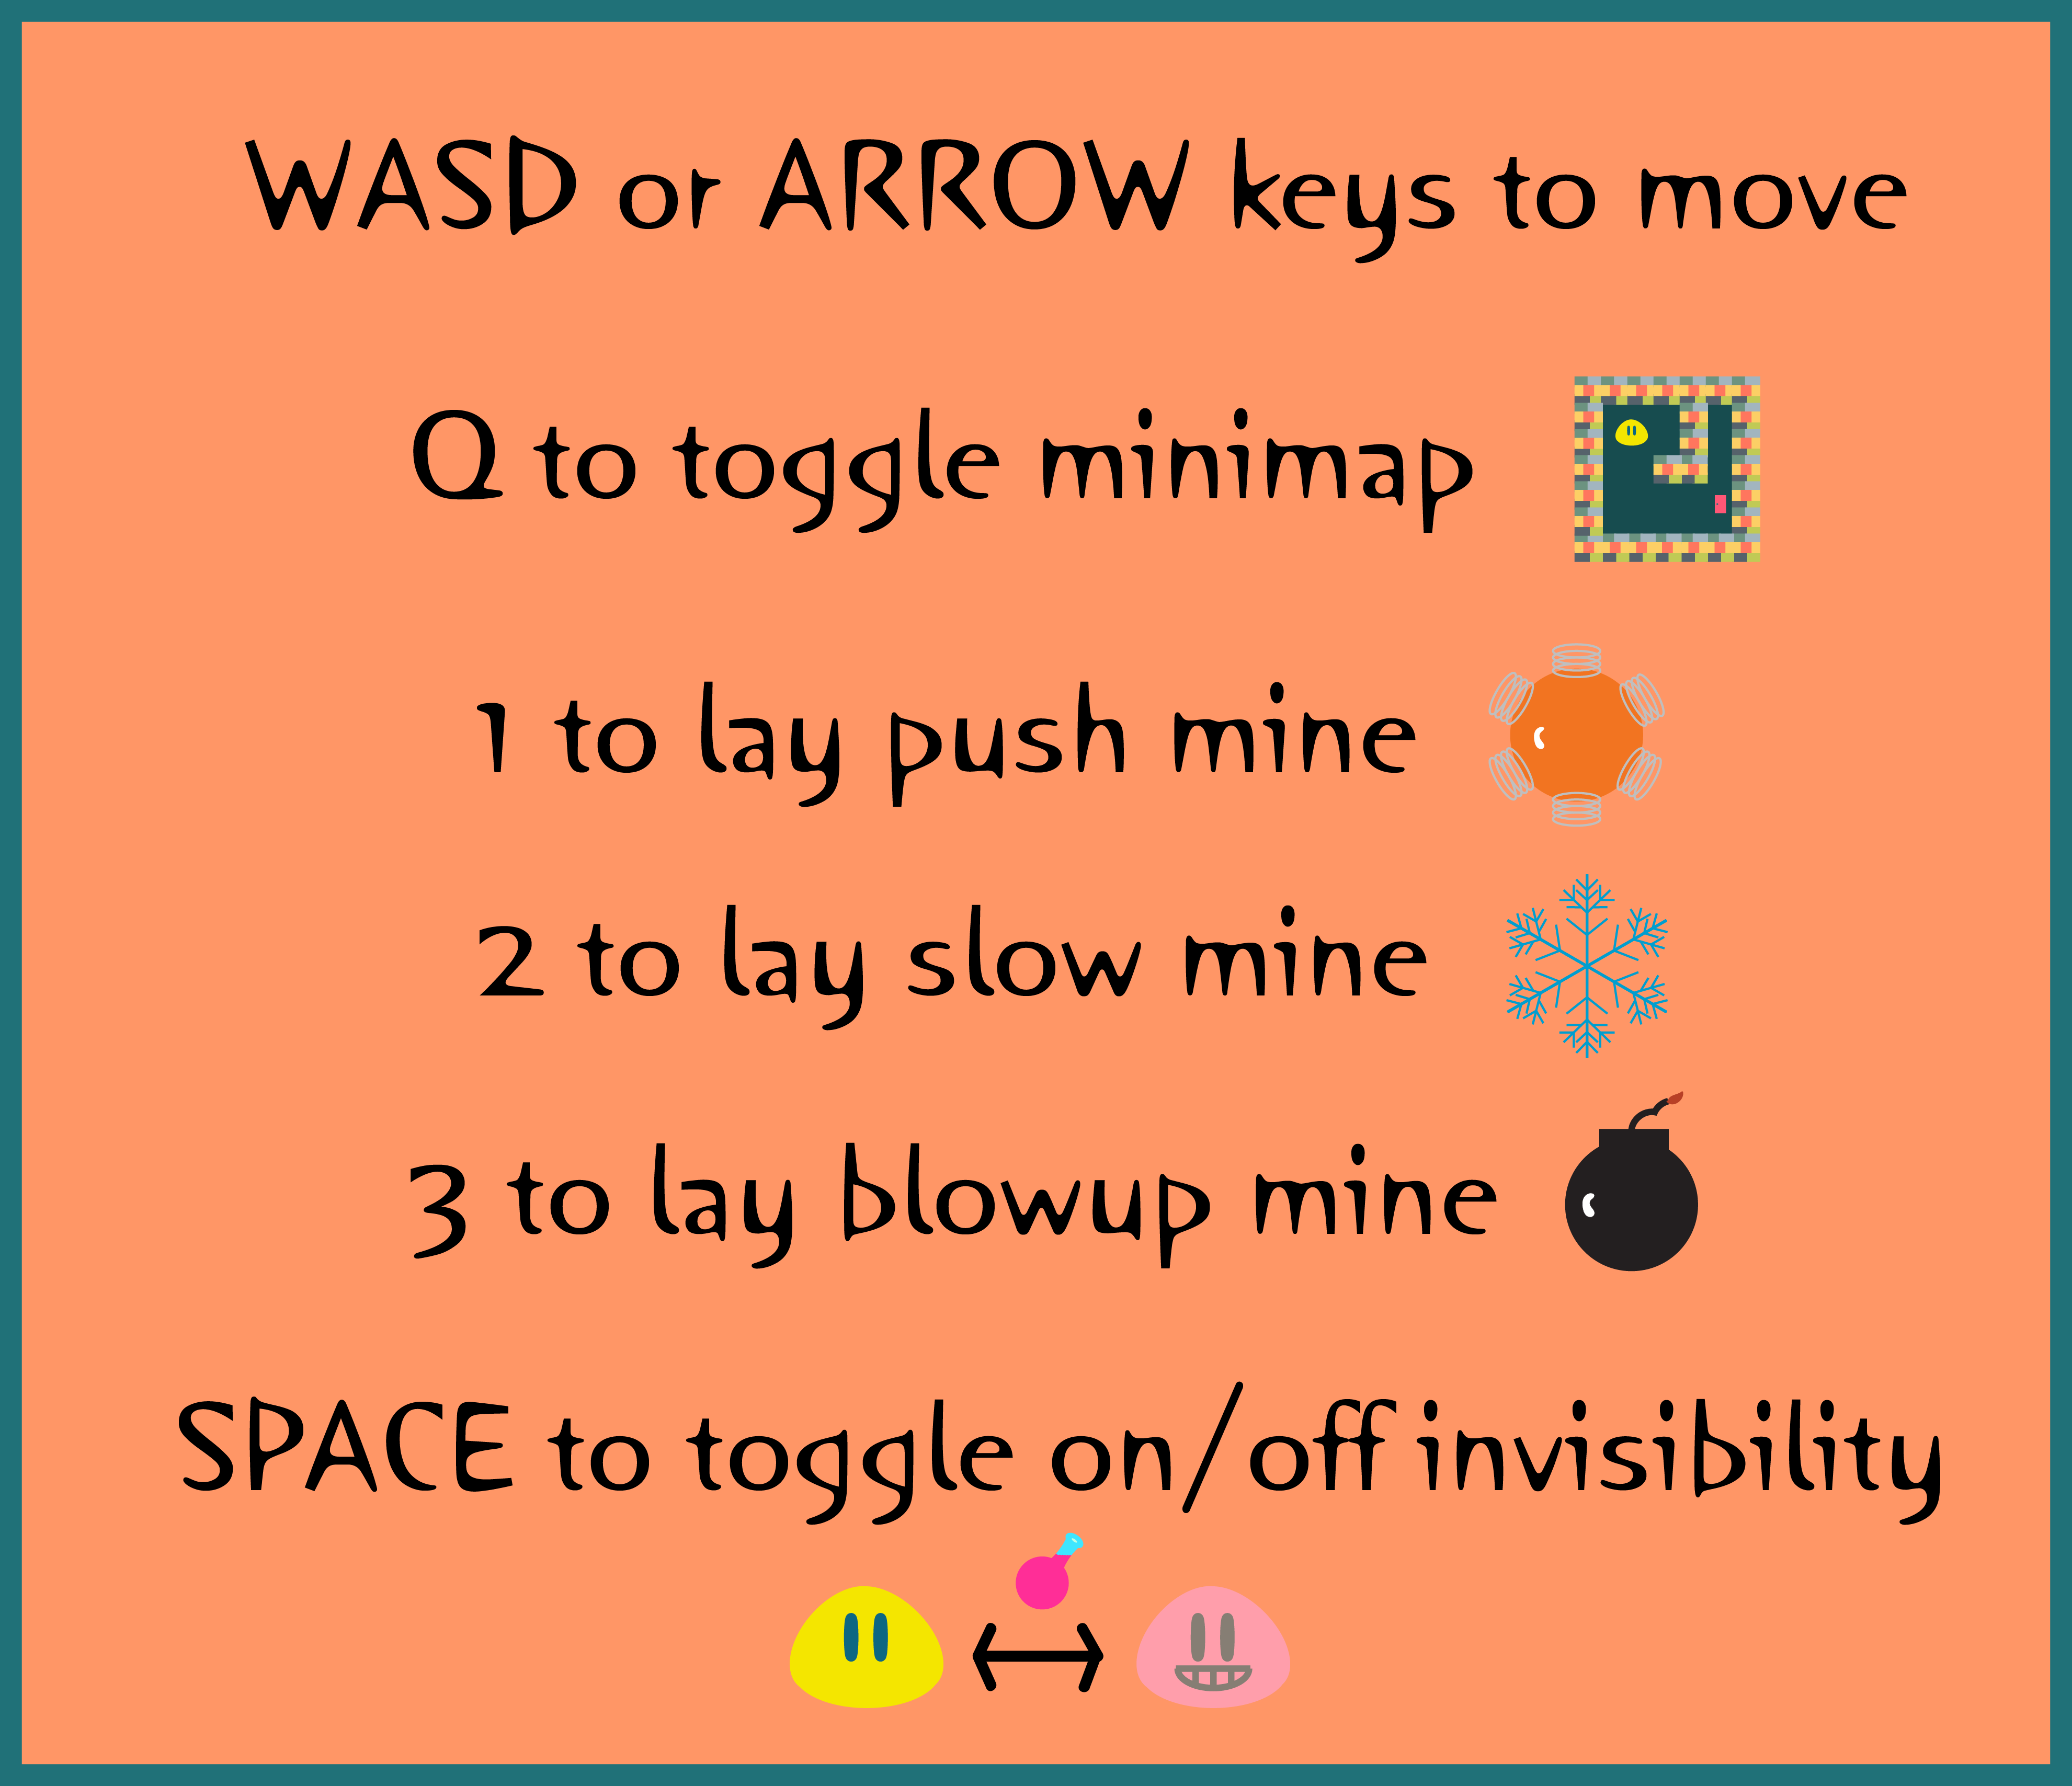 WASD or ARROW keys to move
Q to toggle minimap
1 to lay push mine
2 to lay slow mine
3 to lay blowup mine
SPACE to toggle on/off invisibility